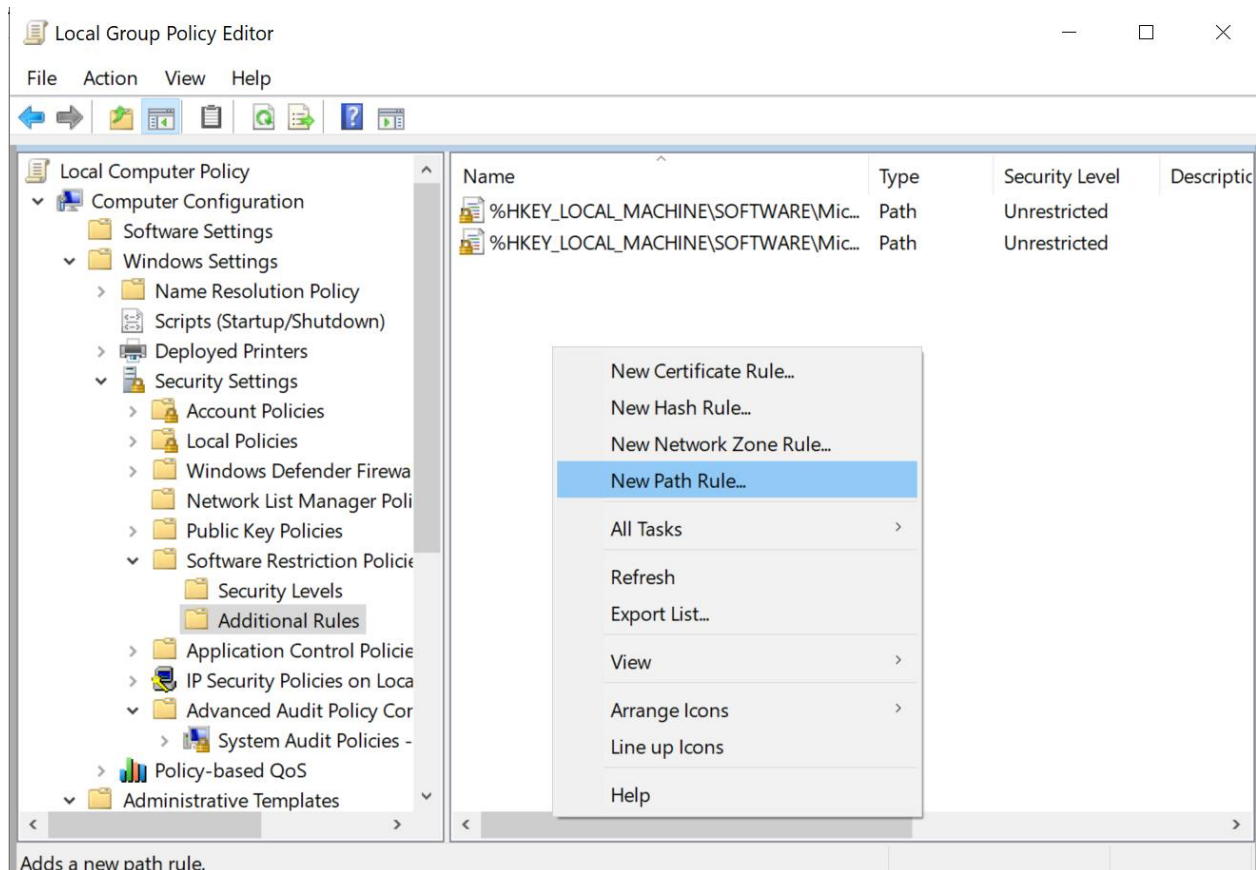 Local Group Policy Editor
File Action View Help
Local Computer Policy
Computer Configuration
Software Settings
Windows Settings
Name Resolution Policy
Scripts (Startup/Shutdown)
Deployed Printers
Security Settings
Account Policies
Local Policies
Windows Defender Firewa
Network List Manager Poli
Public Key Policies
Software Restriction Policie
Security Levels
Additional Rules
Application Control Policie
IP Security Policies on Loca
Advanced Audit Policy Cor
System Audit Policies -
Policy-based QoS
Administrative Templates
Name Type Security Level Descriptic
%HKEY_LOCAL_MACHINE\SOFTWARE\Mic... Path Unrestricted
%HKEY_LOCAL_MACHINE\SOFTWARE\Mic... Path Unrestricted
New Certificate Rule...
New Hash Rule...
New Network Zone Rule...
New Path Rule...
All Tasks
Refresh
Export List...
View
Arrange Icons
Line up Icons
Help
Adds a new path rule.